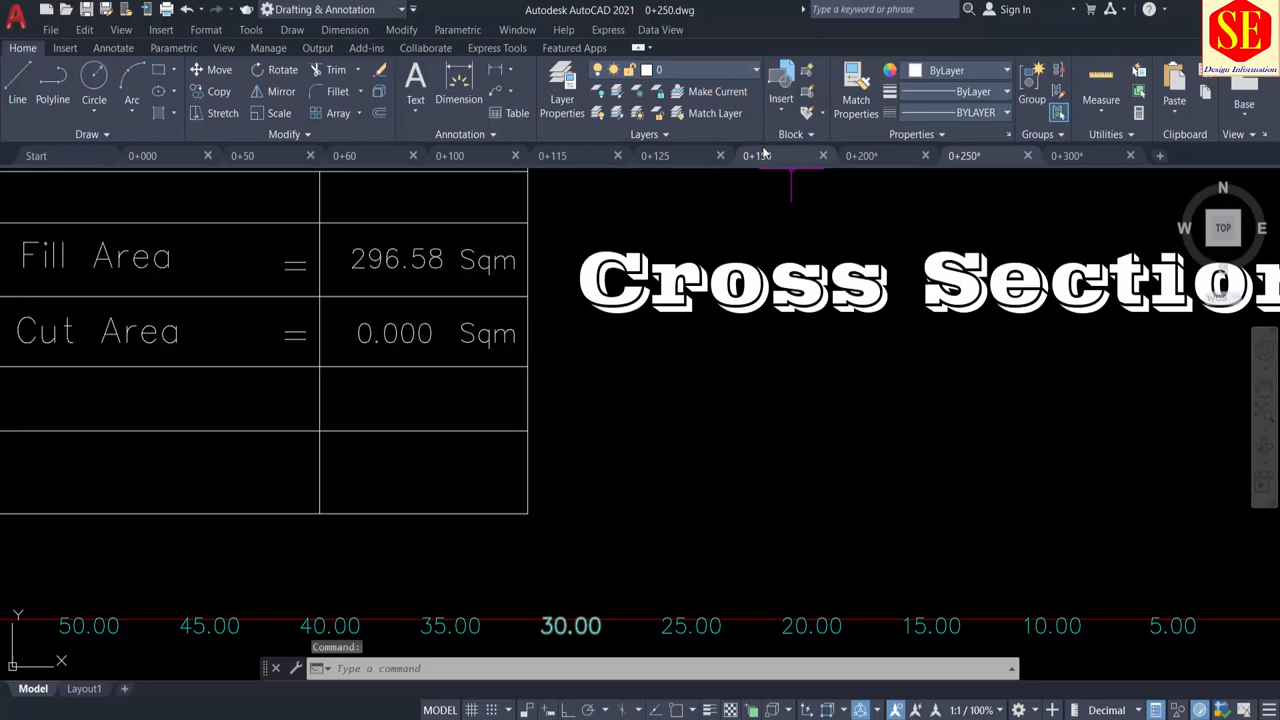 Drafting & Annotation
Autodesk AutoCAD 2021 0+250.dwg
Type a keyword or phrase
Sign In
SE
Design Information
File Edit View Insert Format Tools Draw Dimension Modify Parametric Window Help Express Data View
Home Insert Annotate Parametric View Manage Output Add-ins Collaborate Express Tools Featured Apps
Line Polyline Circle Arc
Move Rotate Trim
Copy Mirror Fillet
Stretch Scale Array
Text Dimension Table
Layer Properties
0
Make Current
Match Layer
Insert
Match Properties
ByLayer
ByLayer
BYLAYER
Group
Measure
Paste
Base
Draw Modify Annotation Layers Block Properties Groups Utilities Clipboard View
Start 0+000 0+50 0+60 0+100 0+115 0+125 0+150 0+200* 0+250* 0+300*
N
W TOP E
Fill Area = 296.58 Sqm
Cut Area = 0.000 Sqm
Cross Section
Y
50.00 45.00 40.00 35.00 30.00 25.00 20.00 15.00 10.00 5.00
Command:
X
Type a command
Model Layout1
MODEL 1:1 / 100% Decimal